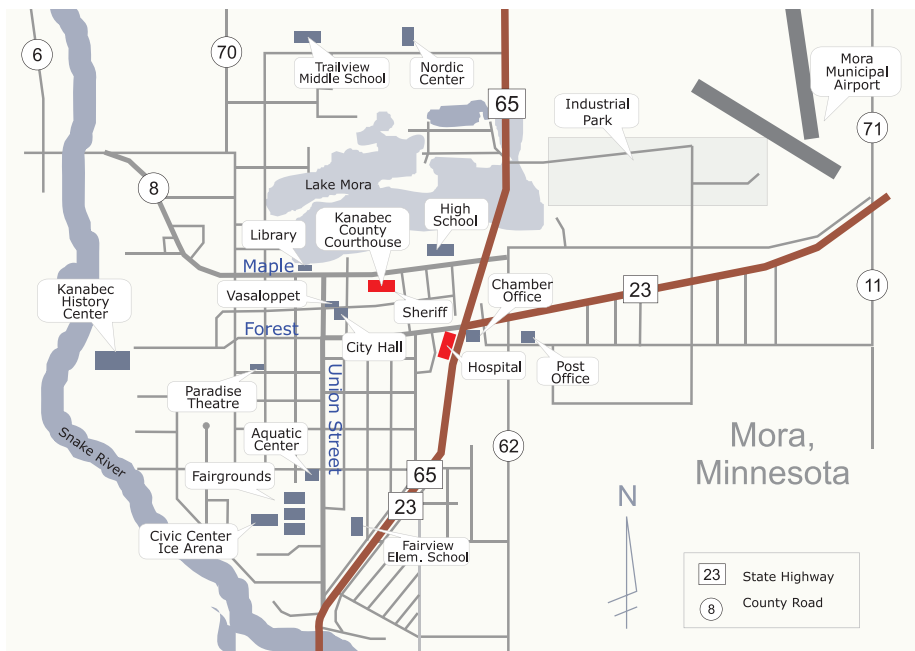 6
70
Trailview
Middle School
Nordic
Center
65
Industrial
Park
Mora
Municipal
Airport
71
8
Lake Mora
Library
Kanabec
County
Courthouse
High
School
Maple
Kanabec
History
Center
Vasaloppet
Sheriff
Chamber
Office
23
11
Forest
City Hall
Hospital
Post
Office
Paradise
Theatre
Union Street
Aquatic
Center
Snake River
62
Mora,
Minnesota
Fairgrounds
65
23
N
Civic Center
Ice Arena
Fairview
Elem. School
23
State Highway
8
County Road